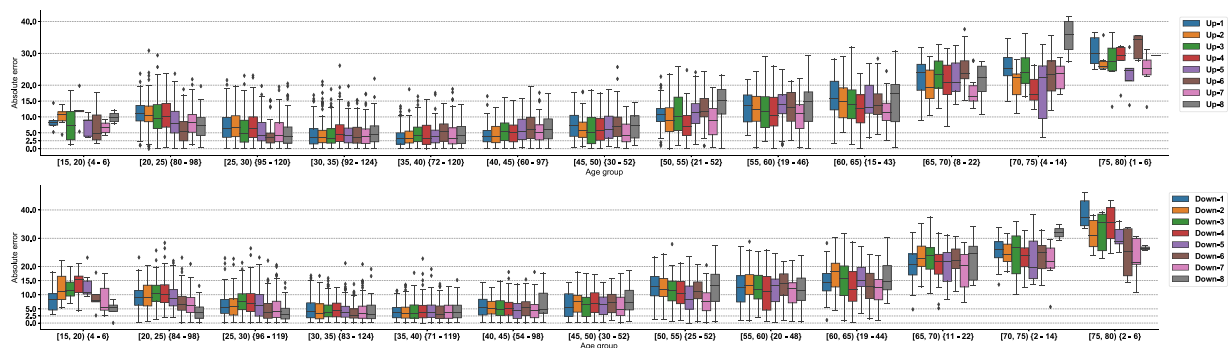 40.0
30.0
20.0
15.0
10.0
5.0
2.5
0.0
Absolute error
[15, 20) {4 - 6} [20, 25) {80 - 98} [25, 30) {95 - 120} [30, 35) {92 - 124} [35, 40) {72 - 120} [40, 45) {60 - 97} [45, 50) {30 - 52} [50, 55) {21 - 52} [55, 60) {19 - 46} [60, 65) {15 - 43} [65, 70) {8 - 22} [70, 75) {4 - 14} [75, 80) {1 - 6}
Age group
Up-1
Up-2
Up-3
Up-4
Up-5
Up-6
Up-7
Up-8
40.0
30.0
20.0
15.0
10.0
5.0
2.5
0.0
Absolute error
[15, 20) {4 - 6} [20, 25) {84 - 98} [25, 30) {96 - 119} [30, 35) {83 - 124} [35, 40) {71 - 119} [40, 45) {54 - 98} [45, 50) {30 - 52} [50, 55) {25 - 52} [55, 60) {20 - 48} [60, 65) {19 - 44} [65, 70) {11 - 22} [70, 75) {2 - 14} [75, 80) {2 - 6}
Age group
Down-1
Down-2
Down-3
Down-4
Down-5
Down-6
Down-7
Down-8